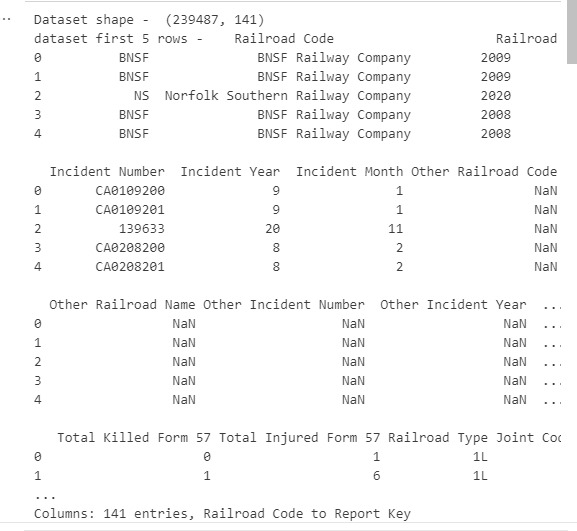 Dataset shape -  (239487, 141)
dataset first 5 rows -    Railroad Code                     Railroad
0          BNSF              BNSF Railway Company         2009
1          BNSF              BNSF Railway Company         2009
2            NS  Norfolk Southern Railway Company         2020
3          BNSF              BNSF Railway Company         2008
4          BNSF              BNSF Railway Company         2008
Incident Number  Incident Year  Incident Month Other Railroad Code
0       CA0109200              9               1                 NaN
1       CA0109201              9               1                 NaN
2          139633             20              11                 NaN
3       CA0208200              8               2                 NaN
4       CA0208201              8               2                 NaN
Other Railroad Name Other Incident Number  Other Incident Year  ...
0                 NaN                   NaN                  NaN  ...
1                 NaN                   NaN                  NaN  ...
2                 NaN                   NaN                  NaN  ...
3                 NaN                   NaN                  NaN  ...
4                 NaN                   NaN                  NaN  ...
Total Killed Form 57 Total Injured Form 57 Railroad Type Joint
0                     0                     1            1L
1                     1                     6            1L
...
Columns: 141 entries, Railroad Code to Report Key